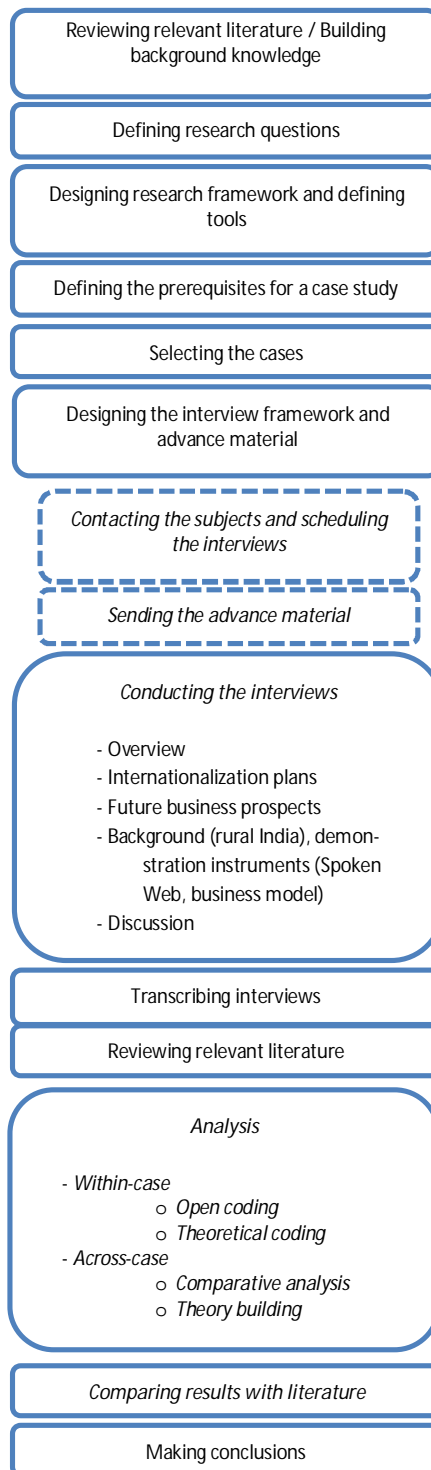 Reviewing relevant literature / Building
background knowledge
Defining research questions
Designing research framework and defining
tools
Defining the prerequisites for a case study
Selecting the cases
Designing the interview framework and
advance material
Contacting the subjects and scheduling
the interviews
Sending the advance material
Conducting the interviews
- Overview
- Internationalization plans
- Future business prospects
- Background (rural India), demon-
stration instruments (Spoken
Web, business model)
- Discussion
Transcribing interviews
Reviewing relevant literature
Analysis
- Within-case
o Open coding
o Theoretical coding
- Across-case
o Comparative analysis
o Theory building
Comparing results with literature
Making conclusions